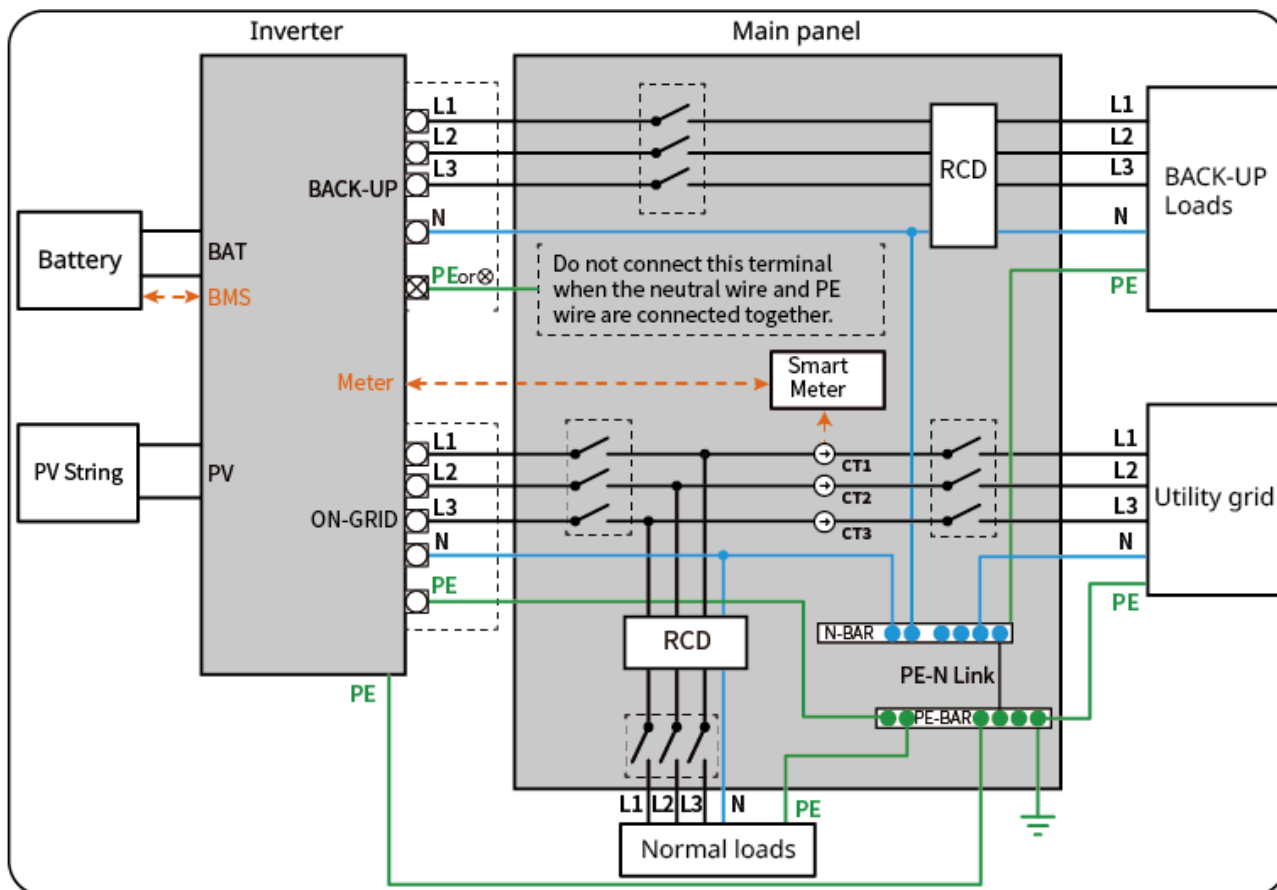 Inverter
Main panel
L1
L2
L3
BACK-UP
N
PE or ⊗
RCD
L1
L2
L3
N
PE
BACK-UP
Loads
Battery
BAT
BMS
Do not connect this terminal
when the neutral wire and PE
wire are connected together.
Meter
Smart
Meter
PV String
PV
L1
L2
L3
ON-GRID
N
PE
CT1
CT2
CT3
L1
L2
L3
N
PE
Utility grid
RCD
N-BAR
PE-N Link
PE-BAR
PE
L1 L2 L3 N PE
Normal loads